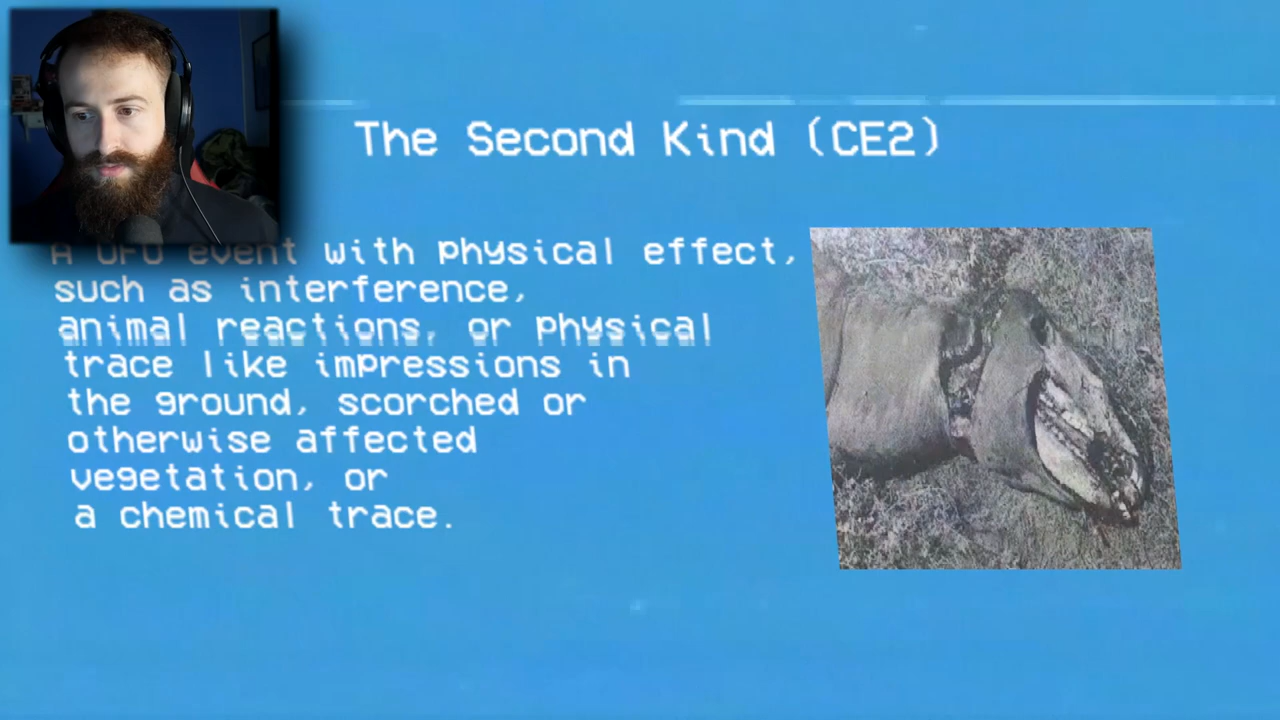 The Second Kind (CE2)
A UFO event with physical effect,
such as interference,
animal reactions, or physical
trace like impressions in
the ground, scorched or
otherwise affected
vegetation, or
a chemical trace.